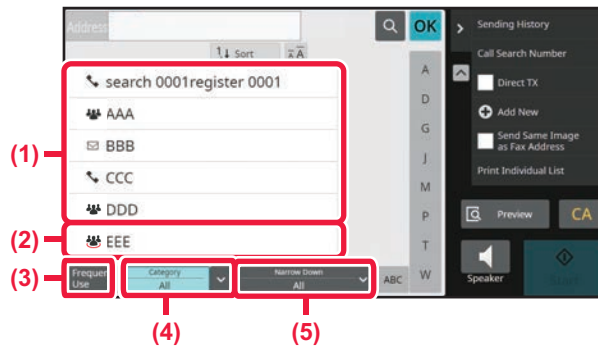 Address
OK
Sending History
1↓ Sort
Call Search Number
search 0001register 0001
Direct TX
AAA
Add New
BBB
Send Same Image
as Fax Address
CCC
Print Individual List
DDD
EEE
A
D
G
J
M
P
T
W
Preview
CA
Speaker
Start
Frequen
Use
Category
All
Narrow Down
All
ABC
(1)
(2)
(3)
(4)
(5)